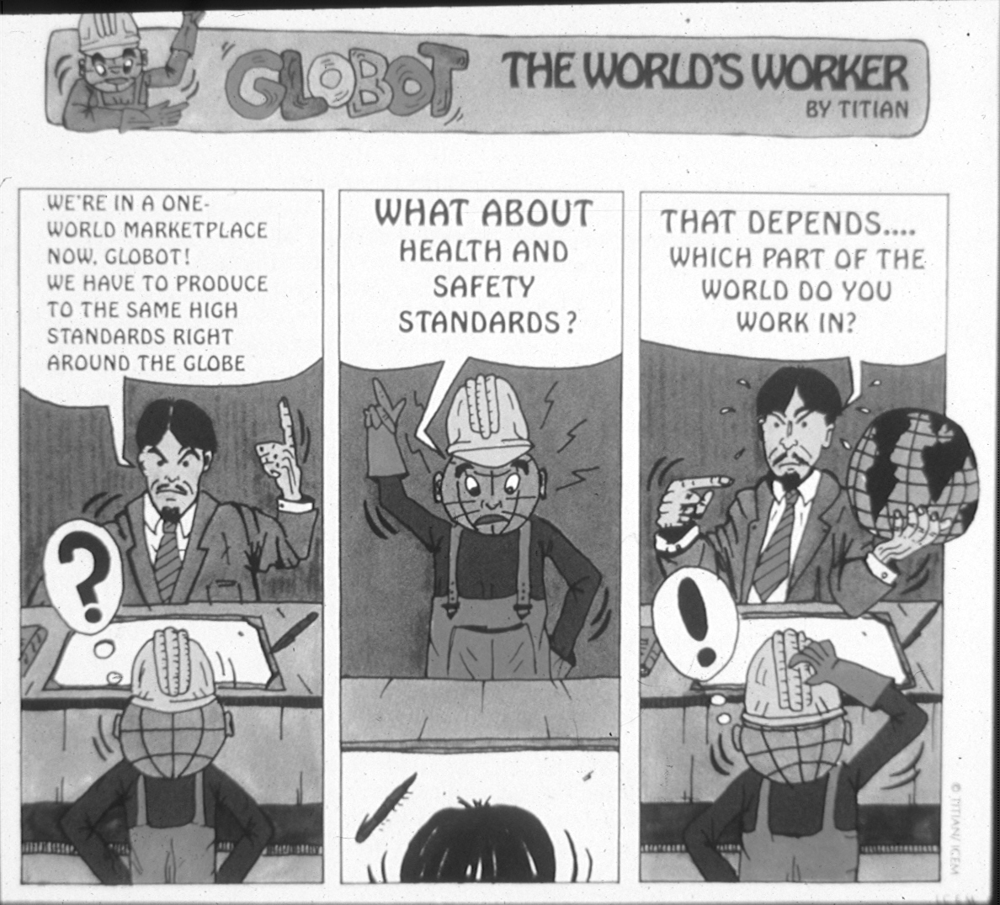 GLOBOT
THE WORLD'S WORKER
BY TITIAN
WE'RE IN A ONE-
WORLD MARKETPLACE
NOW, GLOBOT!
WE HAVE TO PRODUCE
TO THE SAME HIGH
STANDARDS RIGHT
AROUND THE GLOBE
?
WHAT ABOUT
HEALTH AND
SAFETY
STANDARDS?
THAT DEPENDS....
WHICH PART OF THE
WORLD DO YOU
WORK IN?
!
© TITIAN/ICEM